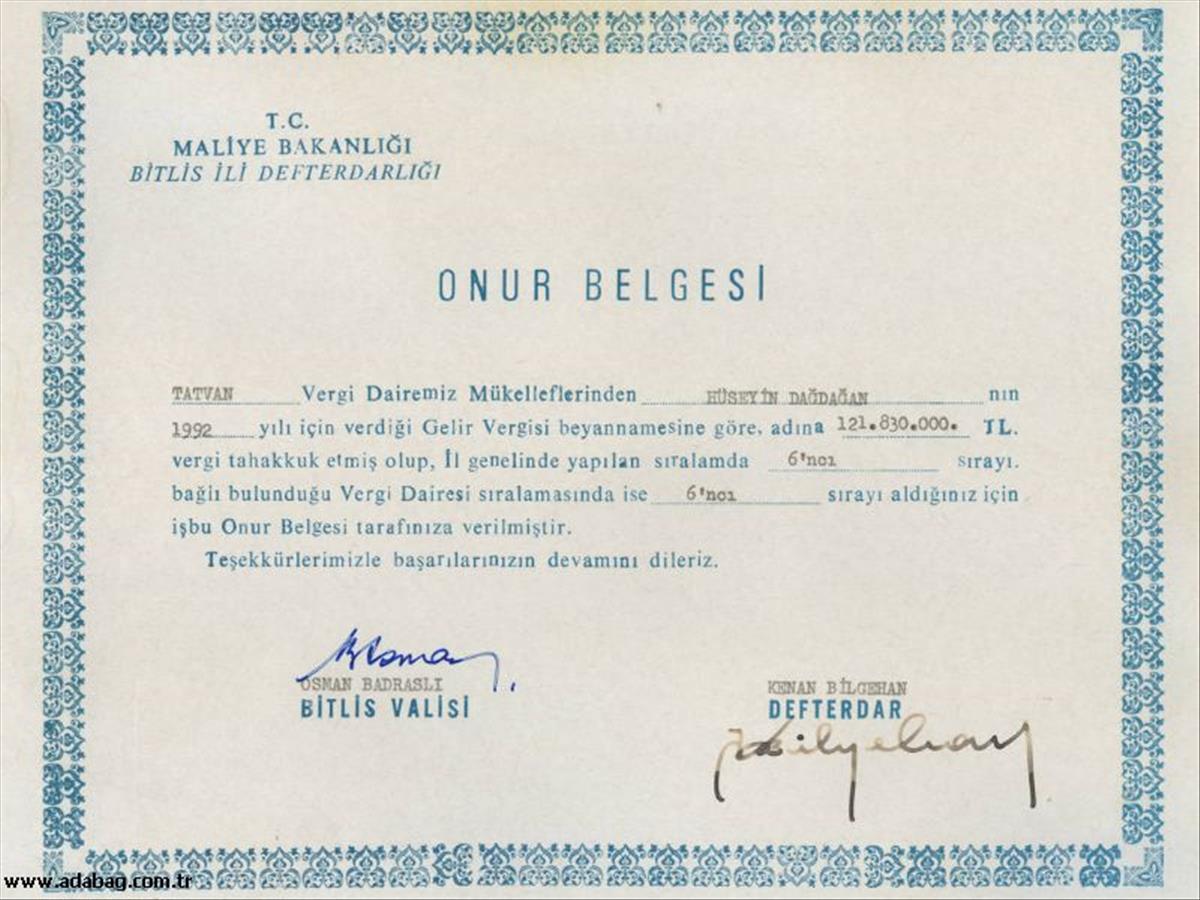 T.C.
MALİYE BAKANLIĞI
BİTLİS İLİ DEFTERDARLIĞI
ONUR BELGESİ
TATVAN Vergi Dairemiz Mükelleflerinden HÜSEYİN DAĞDAĞAN nın
1992 yılı için verdiği Gelir Vergisi beyannamesine göre, adına 121.830.000. TL.
vergi tahakkuk etmiş olup, İl genelinde yapılan sıralamda 6'ncı sırayı.
bağlı bulunduğu Vergi Dairesi sıralamasında ise 6'ncı sırayı aldığınız için
işbu Onur Belgesi tarafınıza verilmiştir.
Teşekkürlerimizle başarılarınızın devamını dileriz.
OSMAN BADRASLI
BİTLİS VALİSİ
KENAN BİLGEHAN
DEFTERDAR
www.adabag.com.tr